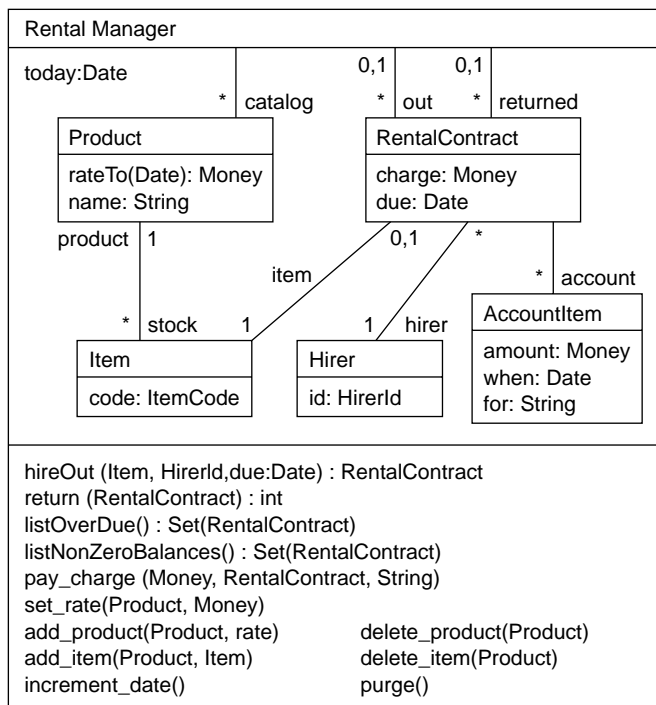 Rental Manager
today:Date
0,1 0,1
* catalog * out * returned
Product RentalContract
rateTo(Date): Money charge: Money
name: String due: Date
product 1 0,1 *
item * account
* stock 1 1 hirer AccountItem
Item Hirer amount: Money
code: ItemCode id: HirerId when: Date
for: String
hireOut (Item, HirerId,due:Date) : RentalContract
return (RentalContract) : int
listOverDue() : Set(RentalContract)
listNonZeroBalances() : Set(RentalContract)
pay_charge (Money, RentalContract, String)
set_rate(Product, Money)
add_product(Product, rate) delete_product(Product)
add_item(Product, Item) delete_item(Product)
increment_date() purge()